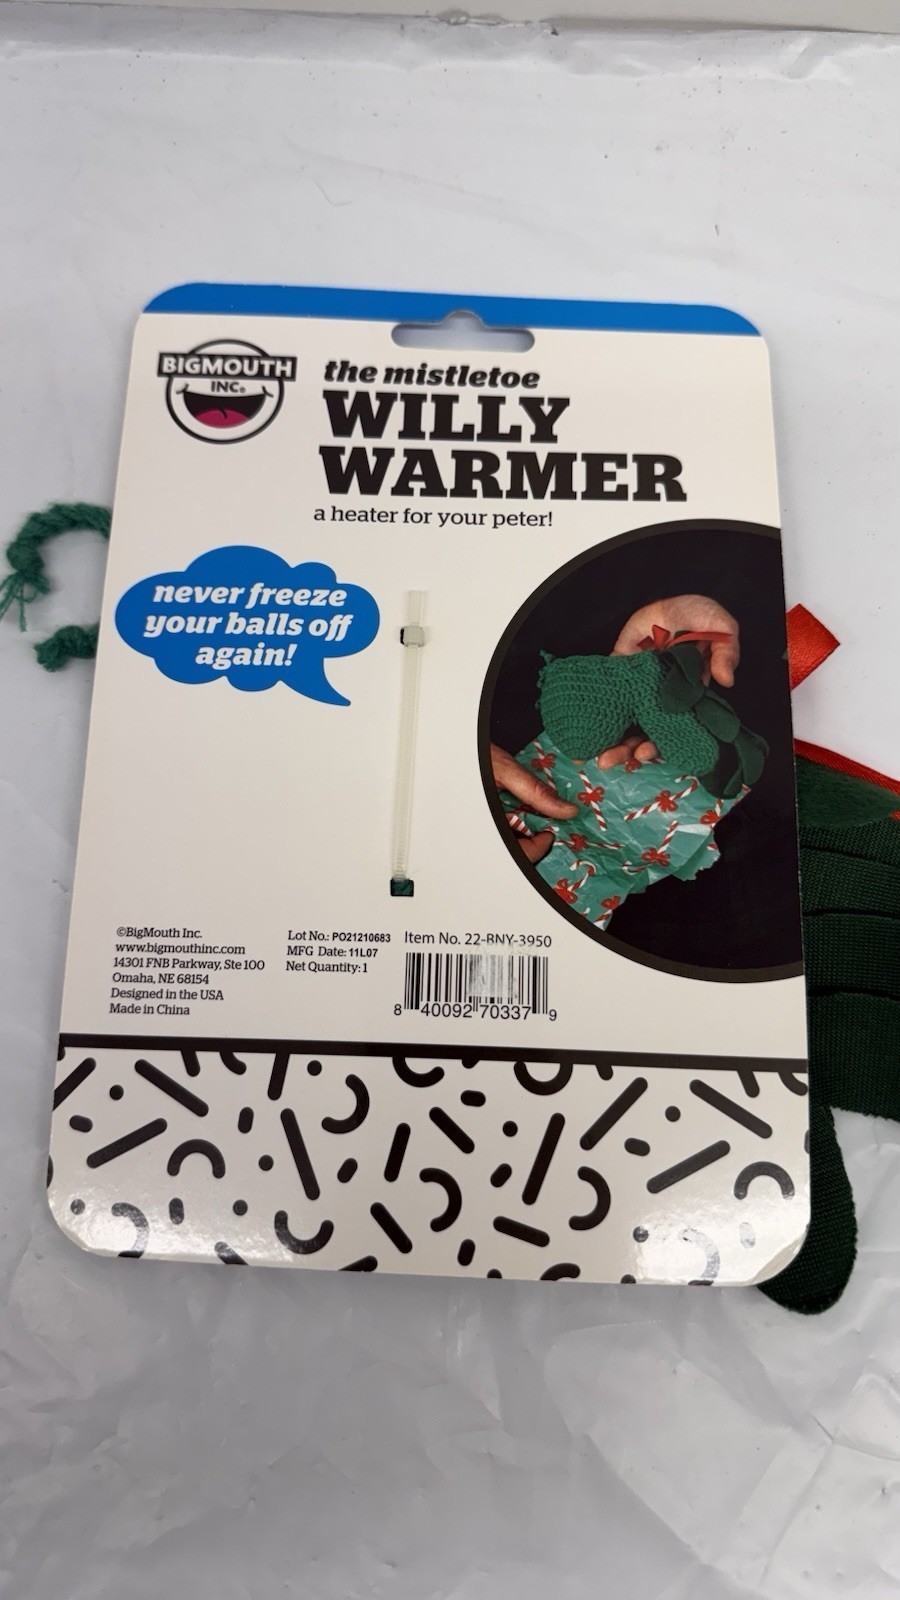 BIGMOUTH
INC.®
the mistletoe
WILLY
WARMER
a heater for your peter!
never freeze
your balls off
again!
©BigMouth Inc.
www.bigmouthinc.com
14301 FNB Parkway, Ste 100
Omaha, NE 68154
Designed in the USA
Made in China
Lot No.: PO21210683
MFG Date: 11L07
Net Quantity: 1
Item No. 22-BNY-3950
8 40092 70337 9